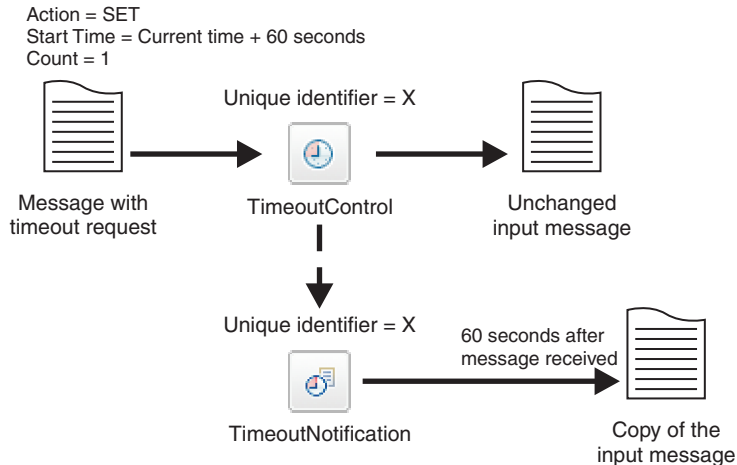 Action = SET
Start Time = Current time + 60 seconds
Count = 1
Unique identifier = X
Message with
timeout request
TimeoutControl
Unchanged
input message
Unique identifier = X
60 seconds after
message received
TimeoutNotification
Copy of the
input message